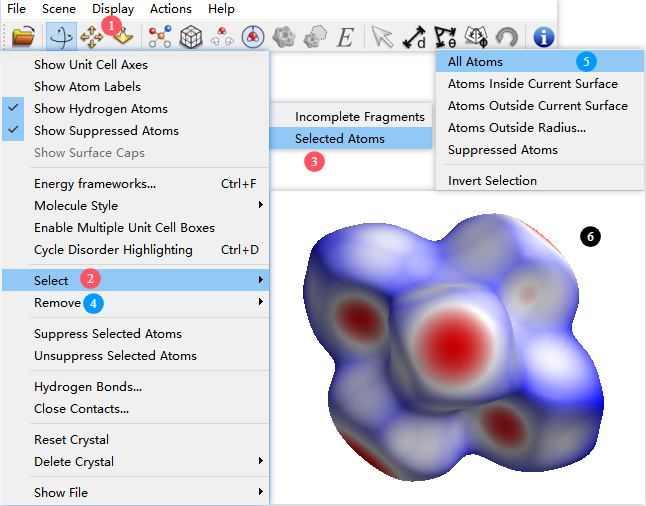 File Scene Display Actions Help
1
E
Show Unit Cell Axes
Show Atom Labels
Show Hydrogen Atoms
Show Suppressed Atoms
Show Surface Caps
Energy frameworks... Ctrl+F
Molecule Style
Enable Multiple Unit Cell Boxes
Cycle Disorder Highlighting Ctrl+D
Select 2
Remove 4
Suppress Selected Atoms
Unsuppress Selected Atoms
Hydrogen Bonds...
Close Contacts...
Reset Crystal
Delete Crystal
Show File
Incomplete Fragments
Selected Atoms
3
All Atoms 5
Atoms Inside Current Surface
Atoms Outside Current Surface
Atoms Outside Radius...
Suppressed Atoms
Invert Selection
6